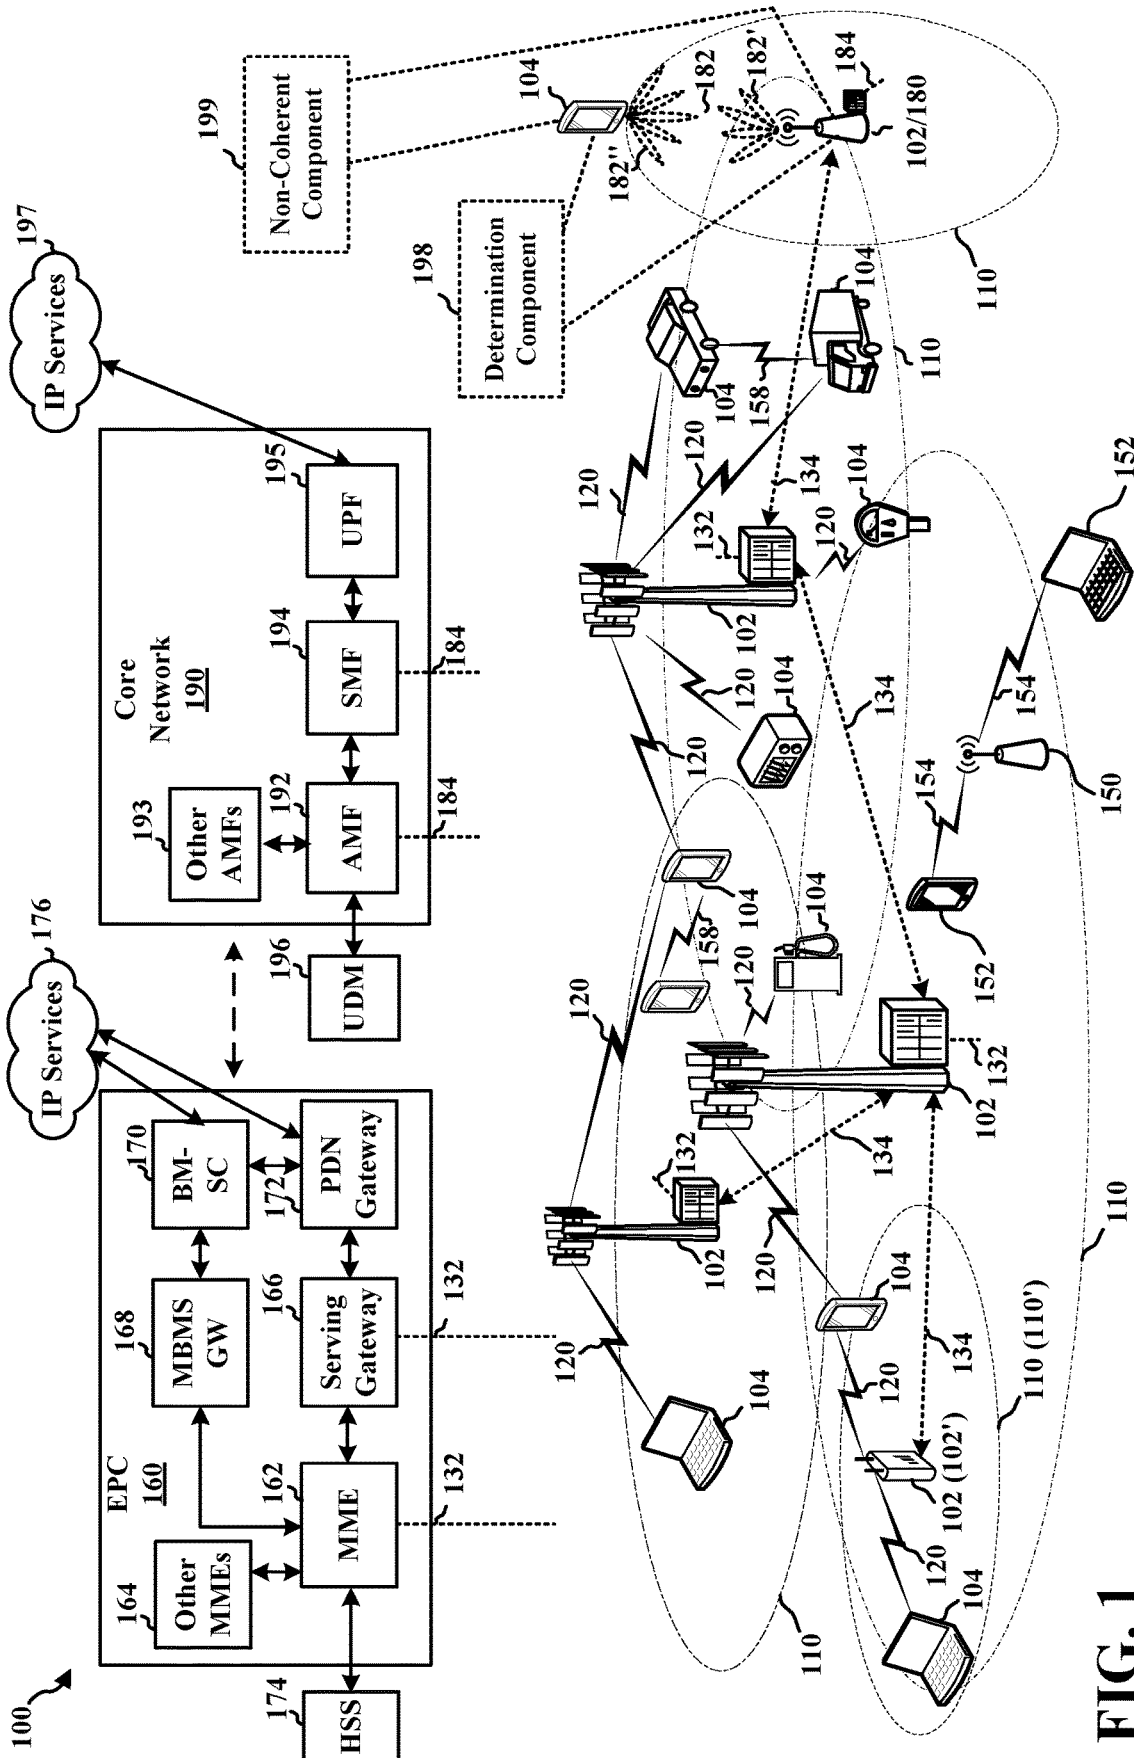 100
174
HSS
EPC
160
164
Other
MMEs
162
MME
132
168
MBMS
GW
166
Serving
Gateway
132
170
BM-
SC
172
PDN
Gateway
IP Services
176
196
UDM
Core
Network
190
193
Other
AMFs
192
AMF
184
194
SMF
184
195
UPF
IP Services
197
199
Non-Coherent
Component
198
Determination
Component
104
182''
182
182'
184
102/180
110
104
158
104
110
120
120
132
134
102
120
104
120
104
120
120
104
158
120
104
120
132
102
134
134
134
132
102
120
104
110
120
104
120
102 (102')
120
104
134
110 (110')
110
152
154
150
154
152
FIG. 1